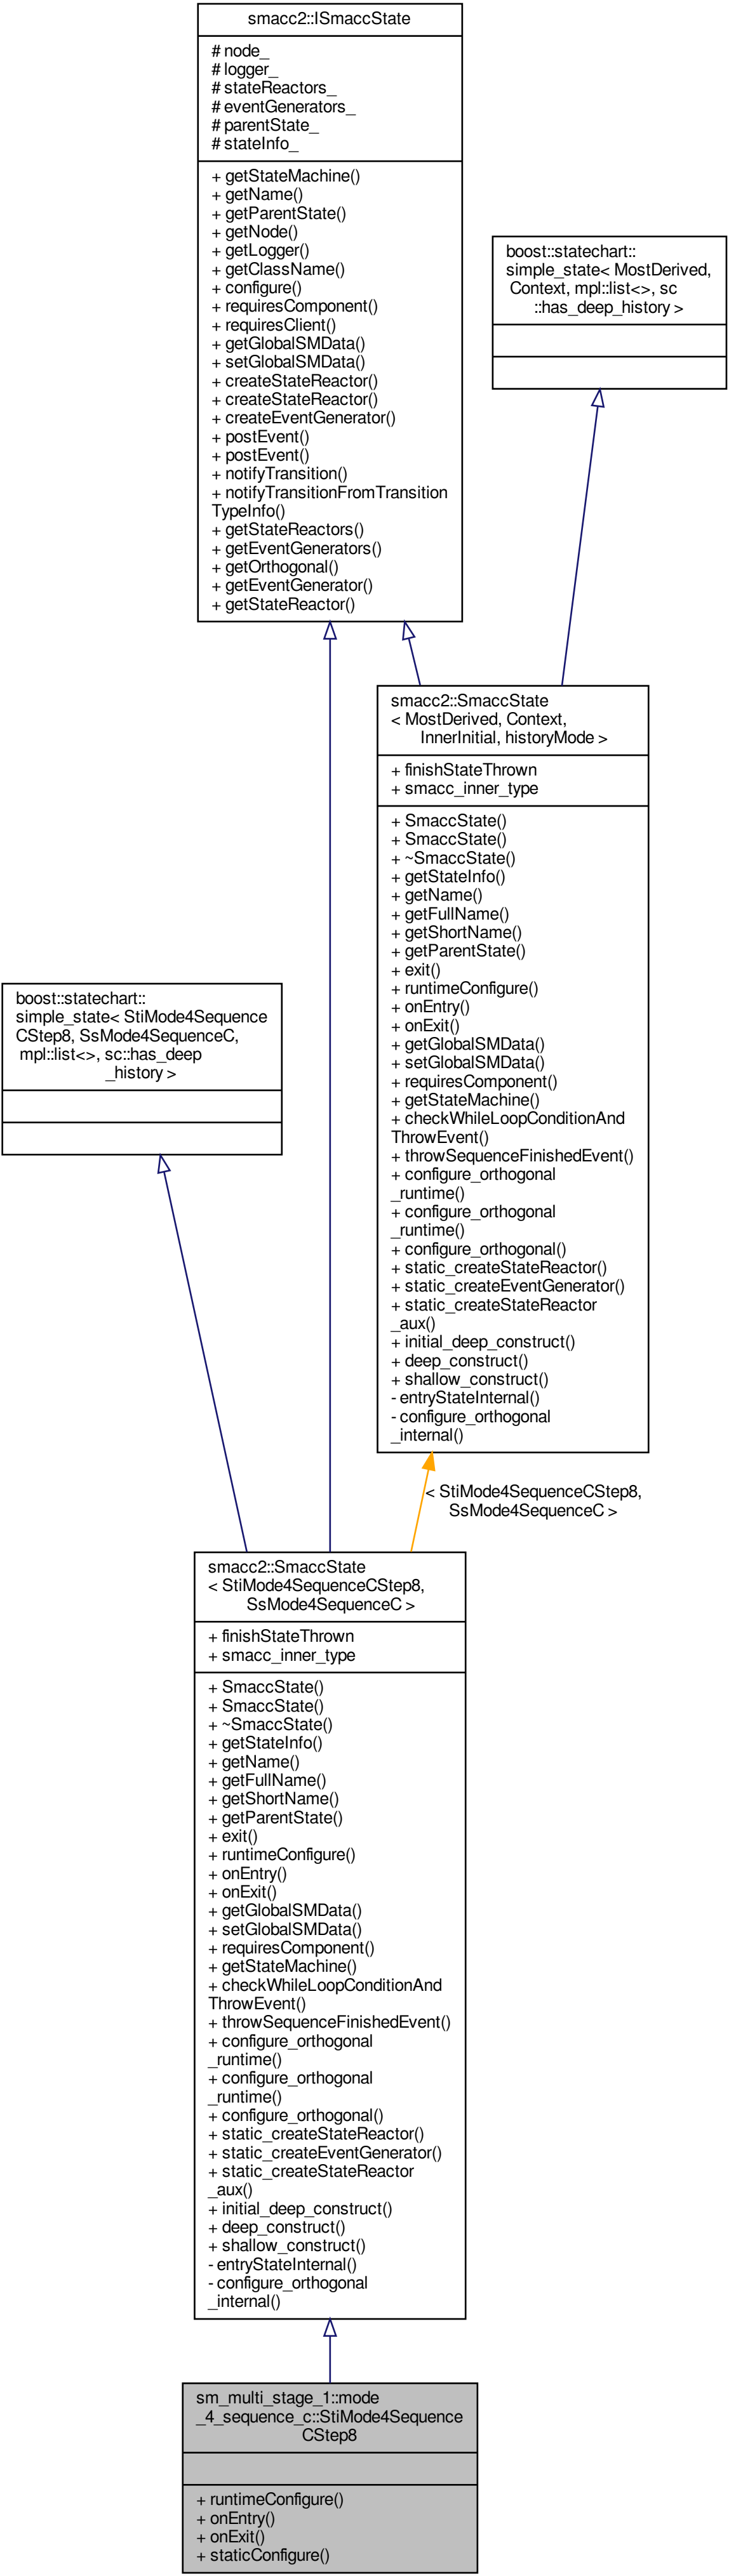 smacc2::ISmaccState
# node_
# logger_
# stateReactors_
# eventGenerators_
# parentState_
# stateInfo_
+ getStateMachine()
+ getName()
+ getParentState()
+ getNode()
+ getLogger()
+ getClassName()
+ configure()
+ requiresComponent()
+ requiresClient()
+ getGlobalSMData()
+ setGlobalSMData()
+ createStateReactor()
+ createStateReactor()
+ createEventGenerator()
+ postEvent()
+ postEvent()
+ notifyTransition()
+ notifyTransitionFromTransition
TypeInfo()
+ getStateReactors()
+ getEventGenerators()
+ getOrthogonal()
+ getEventGenerator()
+ getStateReactor()
boost::statechart::
simple_state< MostDerived,
Context, mpl::list<>, sc
::has_deep_history >
smacc2::SmaccState
< MostDerived, Context,
InnerInitial, historyMode >
+ finishStateThrown
+ smacc_inner_type
+ SmaccState()
+ SmaccState()
+ ~SmaccState()
+ getStateInfo()
+ getName()
+ getFullName()
+ getShortName()
+ getParentState()
+ exit()
+ runtimeConfigure()
+ onEntry()
+ onExit()
+ getGlobalSMData()
+ setGlobalSMData()
+ requiresComponent()
+ getStateMachine()
+ checkWhileLoopConditionAnd
ThrowEvent()
+ throwSequenceFinishedEvent()
+ configure_orthogonal
_runtime()
+ configure_orthogonal
_runtime()
+ configure_orthogonal()
+ static_createStateReactor()
+ static_createEventGenerator()
+ static_createStateReactor
_aux()
+ initial_deep_construct()
+ deep_construct()
+ shallow_construct()
- entryStateInternal()
- configure_orthogonal
_internal()
boost::statechart::
simple_state< StiMode4Sequence
CStep8, SsMode4SequenceC,
mpl::list<>, sc::has_deep
_history >
< StiMode4SequenceCStep8,
SsMode4SequenceC >
smacc2::SmaccState
< StiMode4SequenceCStep8,
SsMode4SequenceC >
+ finishStateThrown
+ smacc_inner_type
+ SmaccState()
+ SmaccState()
+ ~SmaccState()
+ getStateInfo()
+ getName()
+ getFullName()
+ getShortName()
+ getParentState()
+ exit()
+ runtimeConfigure()
+ onEntry()
+ onExit()
+ getGlobalSMData()
+ setGlobalSMData()
+ requiresComponent()
+ getStateMachine()
+ checkWhileLoopConditionAnd
ThrowEvent()
+ throwSequenceFinishedEvent()
+ configure_orthogonal
_runtime()
+ configure_orthogonal
_runtime()
+ configure_orthogonal()
+ static_createStateReactor()
+ static_createEventGenerator()
+ static_createStateReactor
_aux()
+ initial_deep_construct()
+ deep_construct()
+ shallow_construct()
- entryStateInternal()
- configure_orthogonal
_internal()
sm_multi_stage_1::mode
_4_sequence_c::StiMode4Sequence
CStep8
+ runtimeConfigure()
+ onEntry()
+ onExit()
+ staticConfigure()